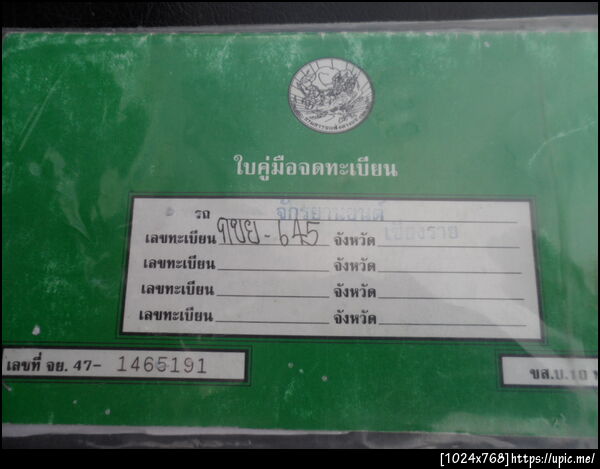 ใบคู่มือจดทะเบียน
รถ จักรยานยนต์
เลขทะเบียน กขย - 645 จังหวัด เชียงราย
เลขทะเบียน จังหวัด
เลขทะเบียน จังหวัด
เลขทะเบียน จังหวัด
เลขที่ จย. 47- 1465191
ขส.บ.10
[1024x768]https://upic.me/